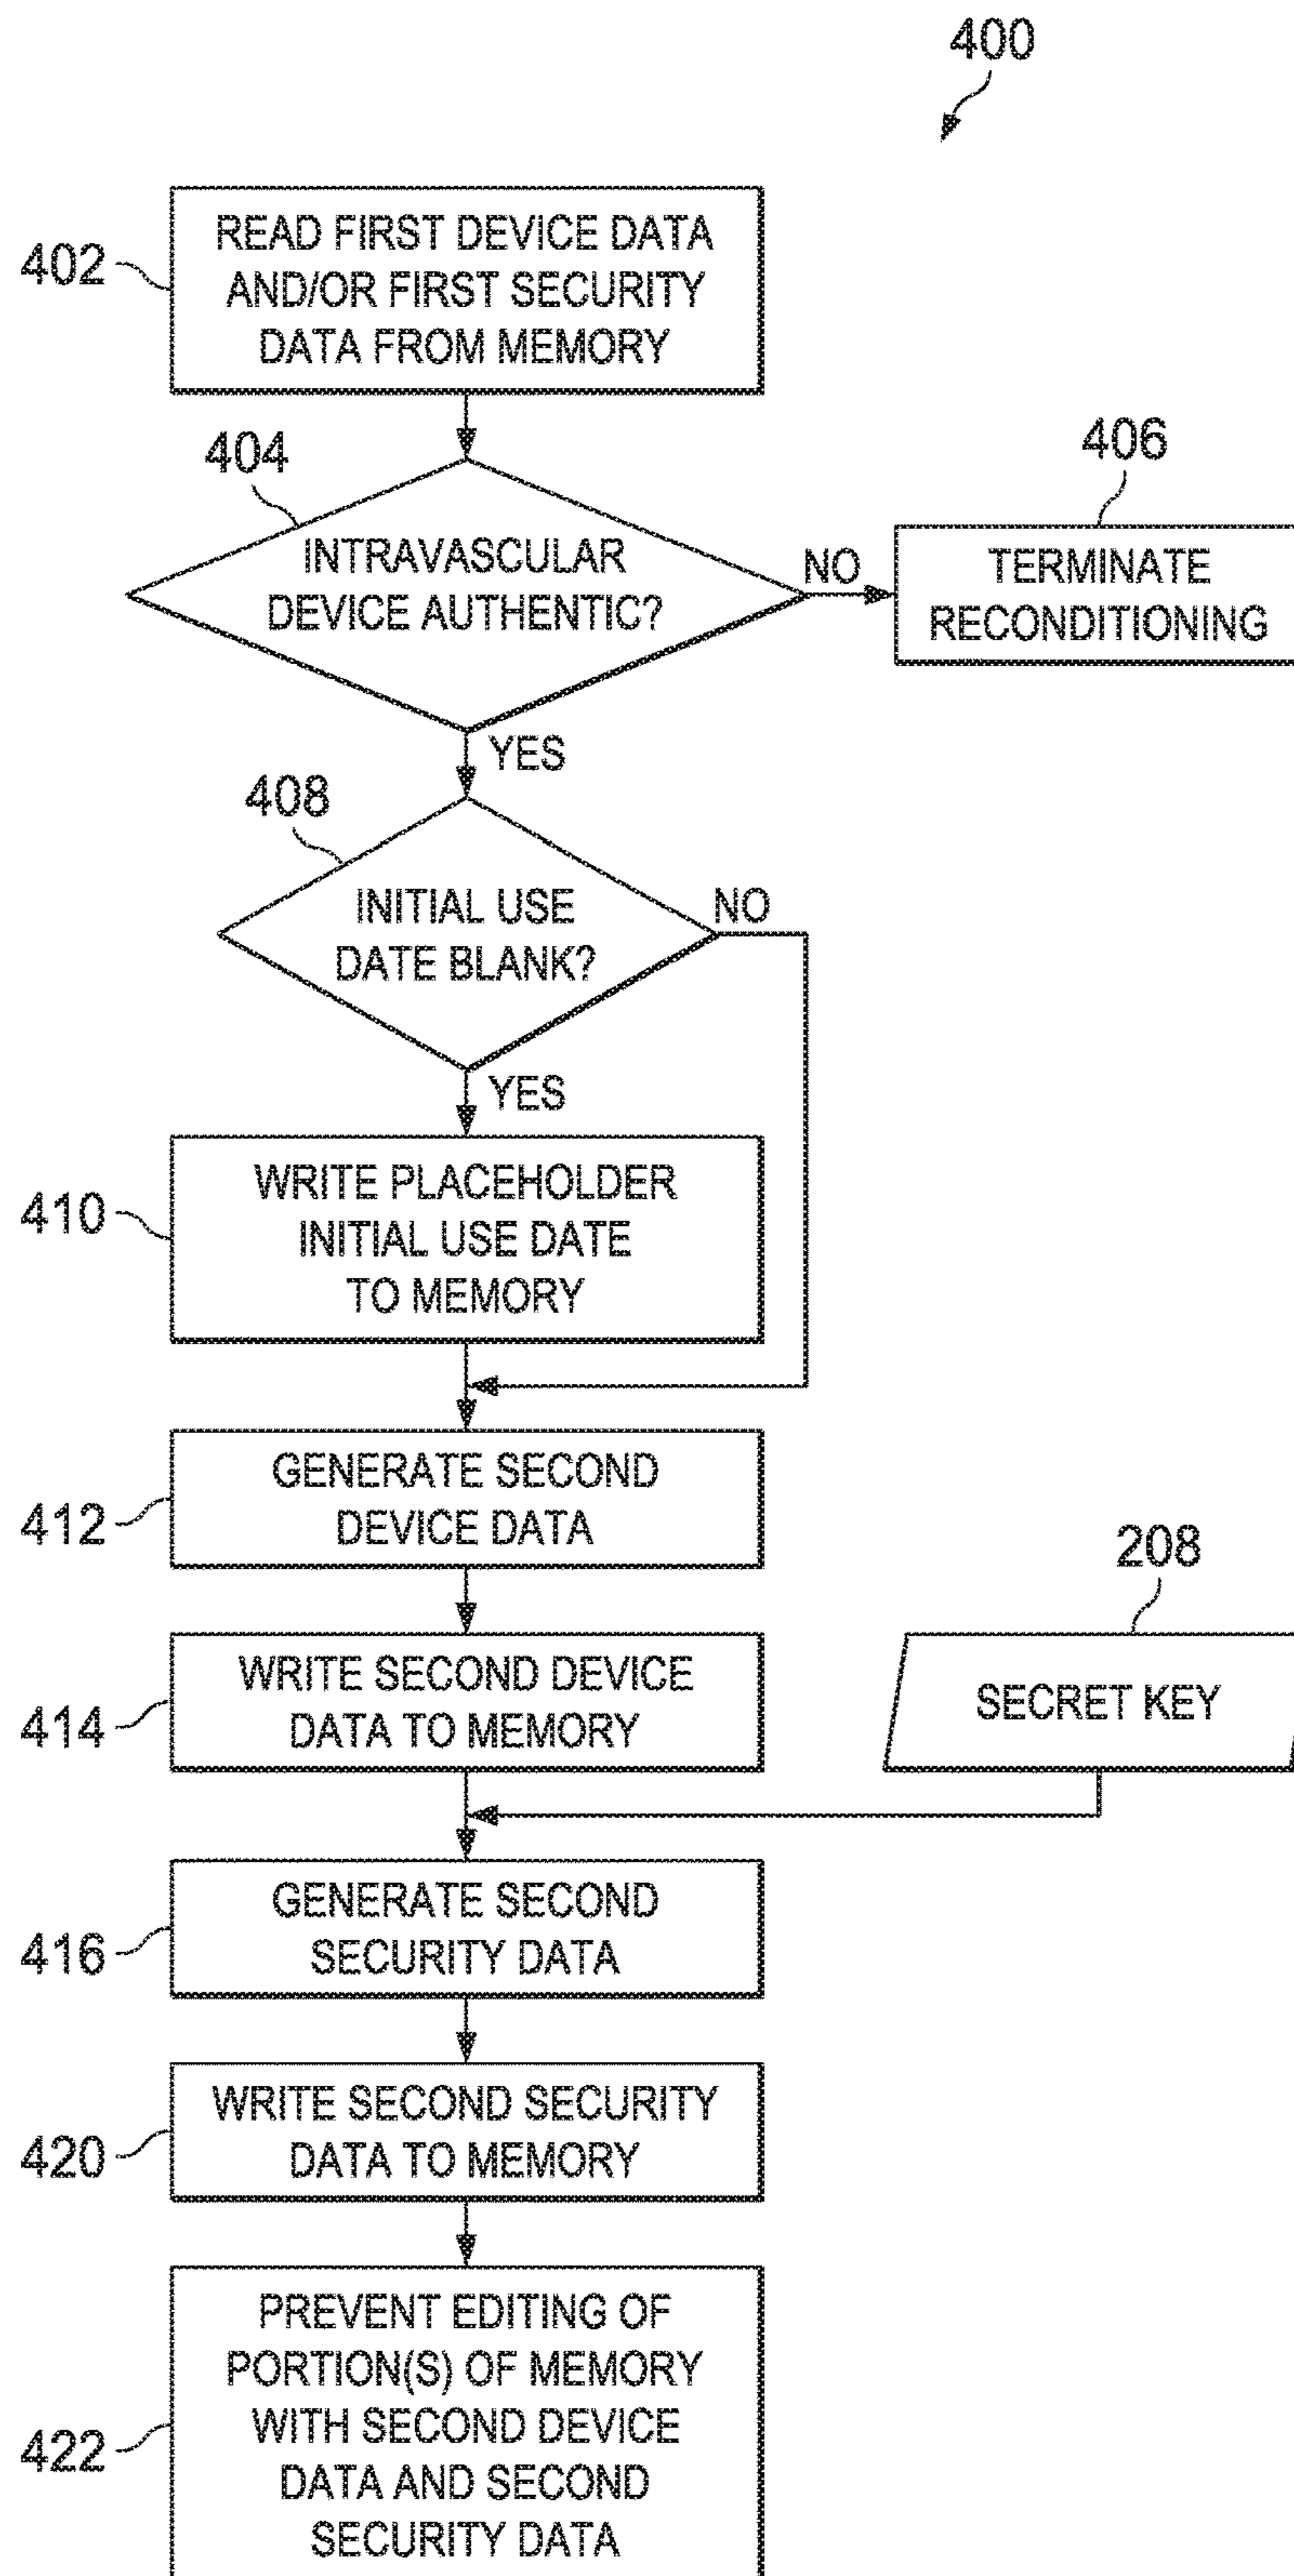 400
402
READ FIRST DEVICE DATA
AND/OR FIRST SECURITY
DATA FROM MEMORY
404
INTRAVASCULAR
DEVICE AUTHENTIC?
NO
406
TERMINATE
RECONDITIONING
YES
408
INITIAL USE
DATE BLANK?
NO
YES
410
WRITE PLACEHOLDER
INITIAL USE DATE
TO MEMORY
412
GENERATE SECOND
DEVICE DATA
414
WRITE SECOND DEVICE
DATA TO MEMORY
208
SECRET KEY
416
GENERATE SECOND
SECURITY DATA
420
WRITE SECOND SECURITY
DATA TO MEMORY
422
PREVENT EDITING OF
PORTION(S) OF MEMORY
WITH SECOND DEVICE
DATA AND SECOND
SECURITY DATA